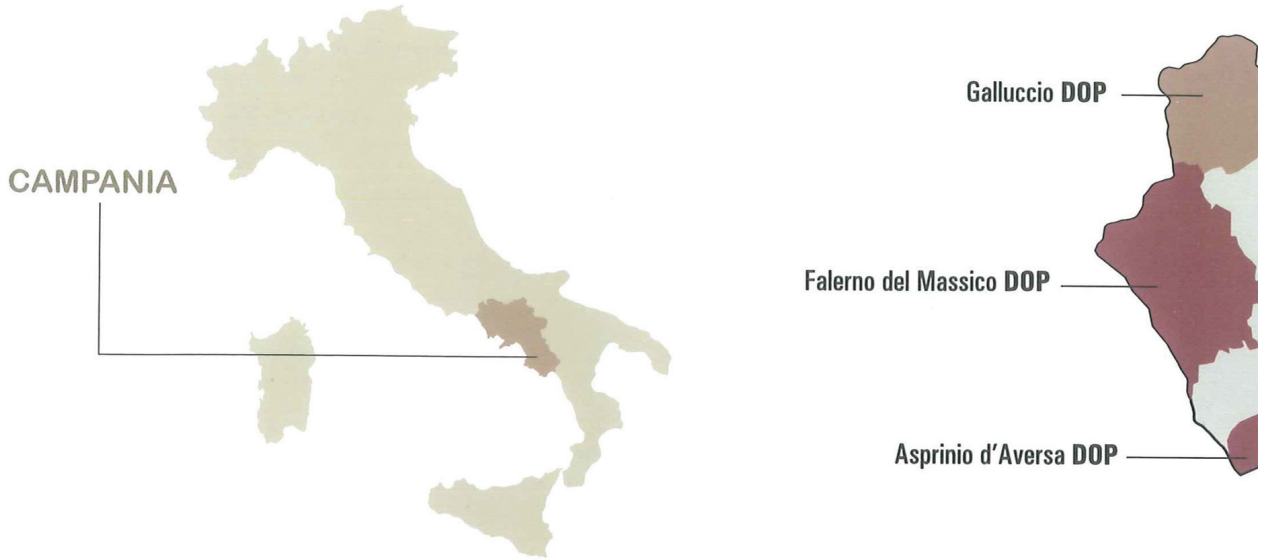 Galluccio DOP
CAMPANIA
Falerno del Massico DOP
Asprinio d'Aversa DOP